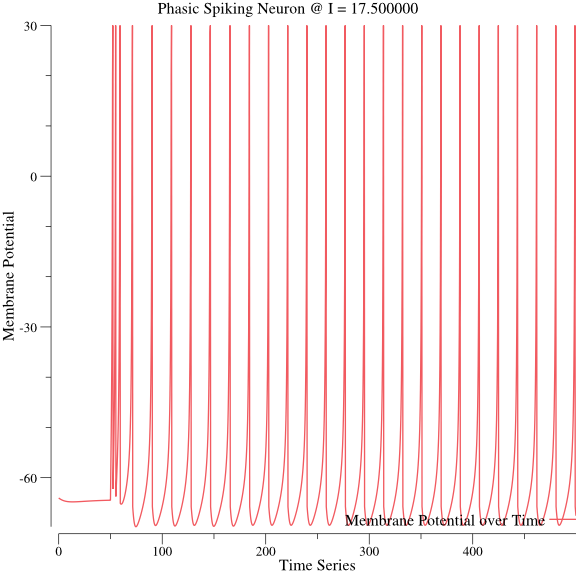 Phasic Spiking Neuron @ I = 17.500000
30
0
-30
-60
Membrane Potential
Membrane Potential over Time
0 100 200 300 400
Time Series